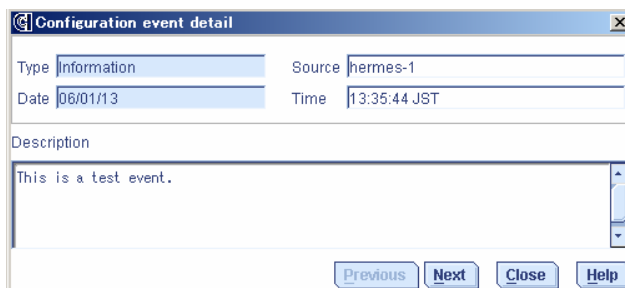 Configuration event detail
Type Information Source hermes-1
Date 06/01/13 Time 13:35:44 JST
Description
This is a test event.
Previous Next Close Help